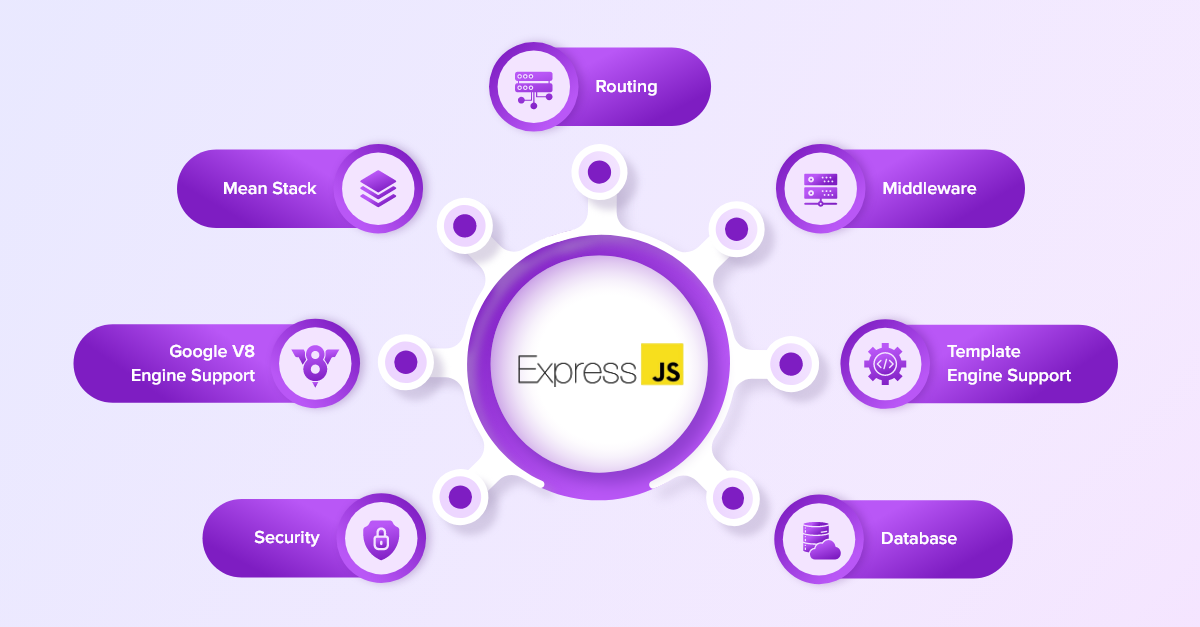 Routing
Mean Stack
Middleware
Google V8
Engine Support
Express JS
Template
Engine Support
Security
Database